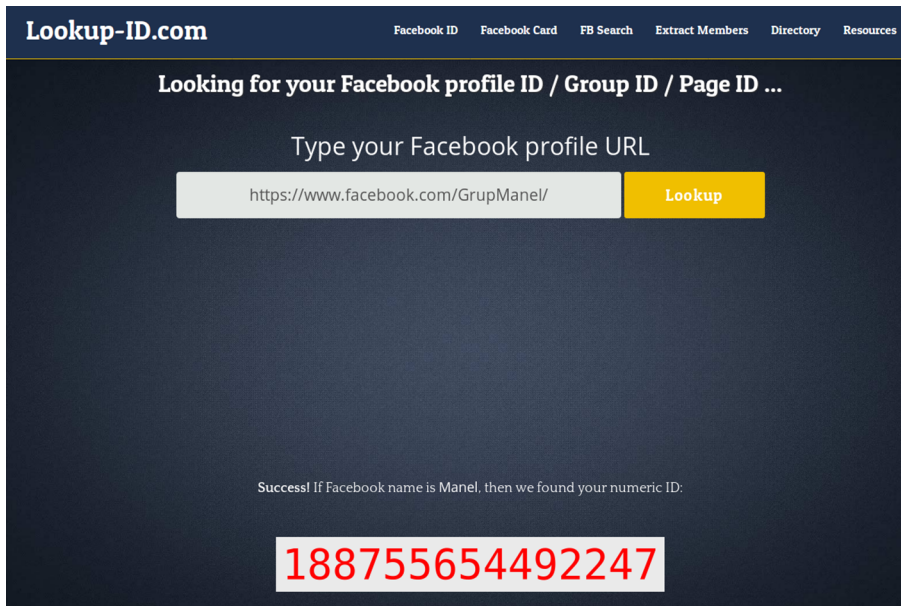 Lookup-ID.com
Facebook ID Facebook Card FB Search Extract Members Directory Resources
Looking for your Facebook profile ID / Group ID / Page ID ...
Type your Facebook profile URL
https://www.facebook.com/GrupManel/ Lookup
Success! If Facebook name is Manel, then we found your numeric ID:
188755654492247